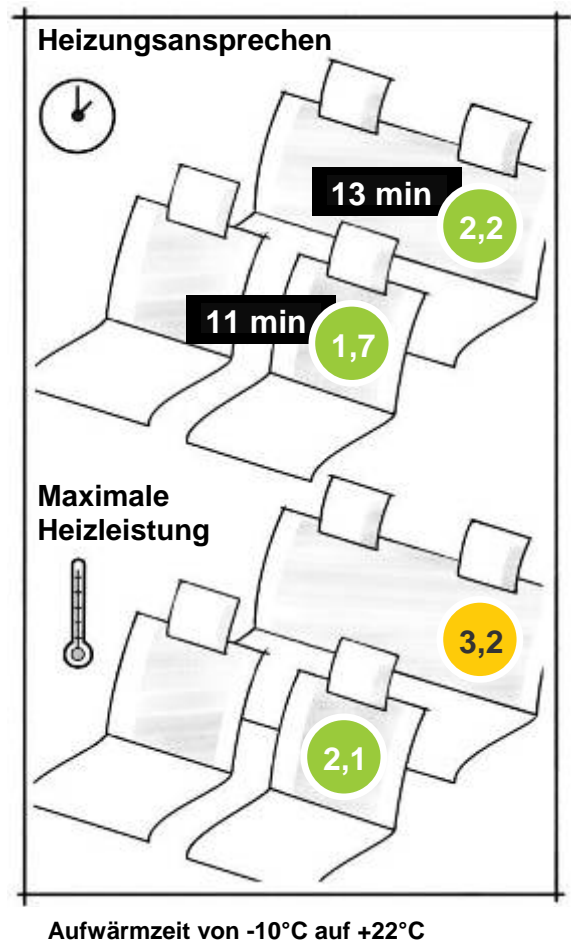 Heizungsansprechen
13 min
2,2
11 min
1,7
Maximale
Heizleistung
3,2
2,1
Aufwärmzeit von -10°C auf +22°C